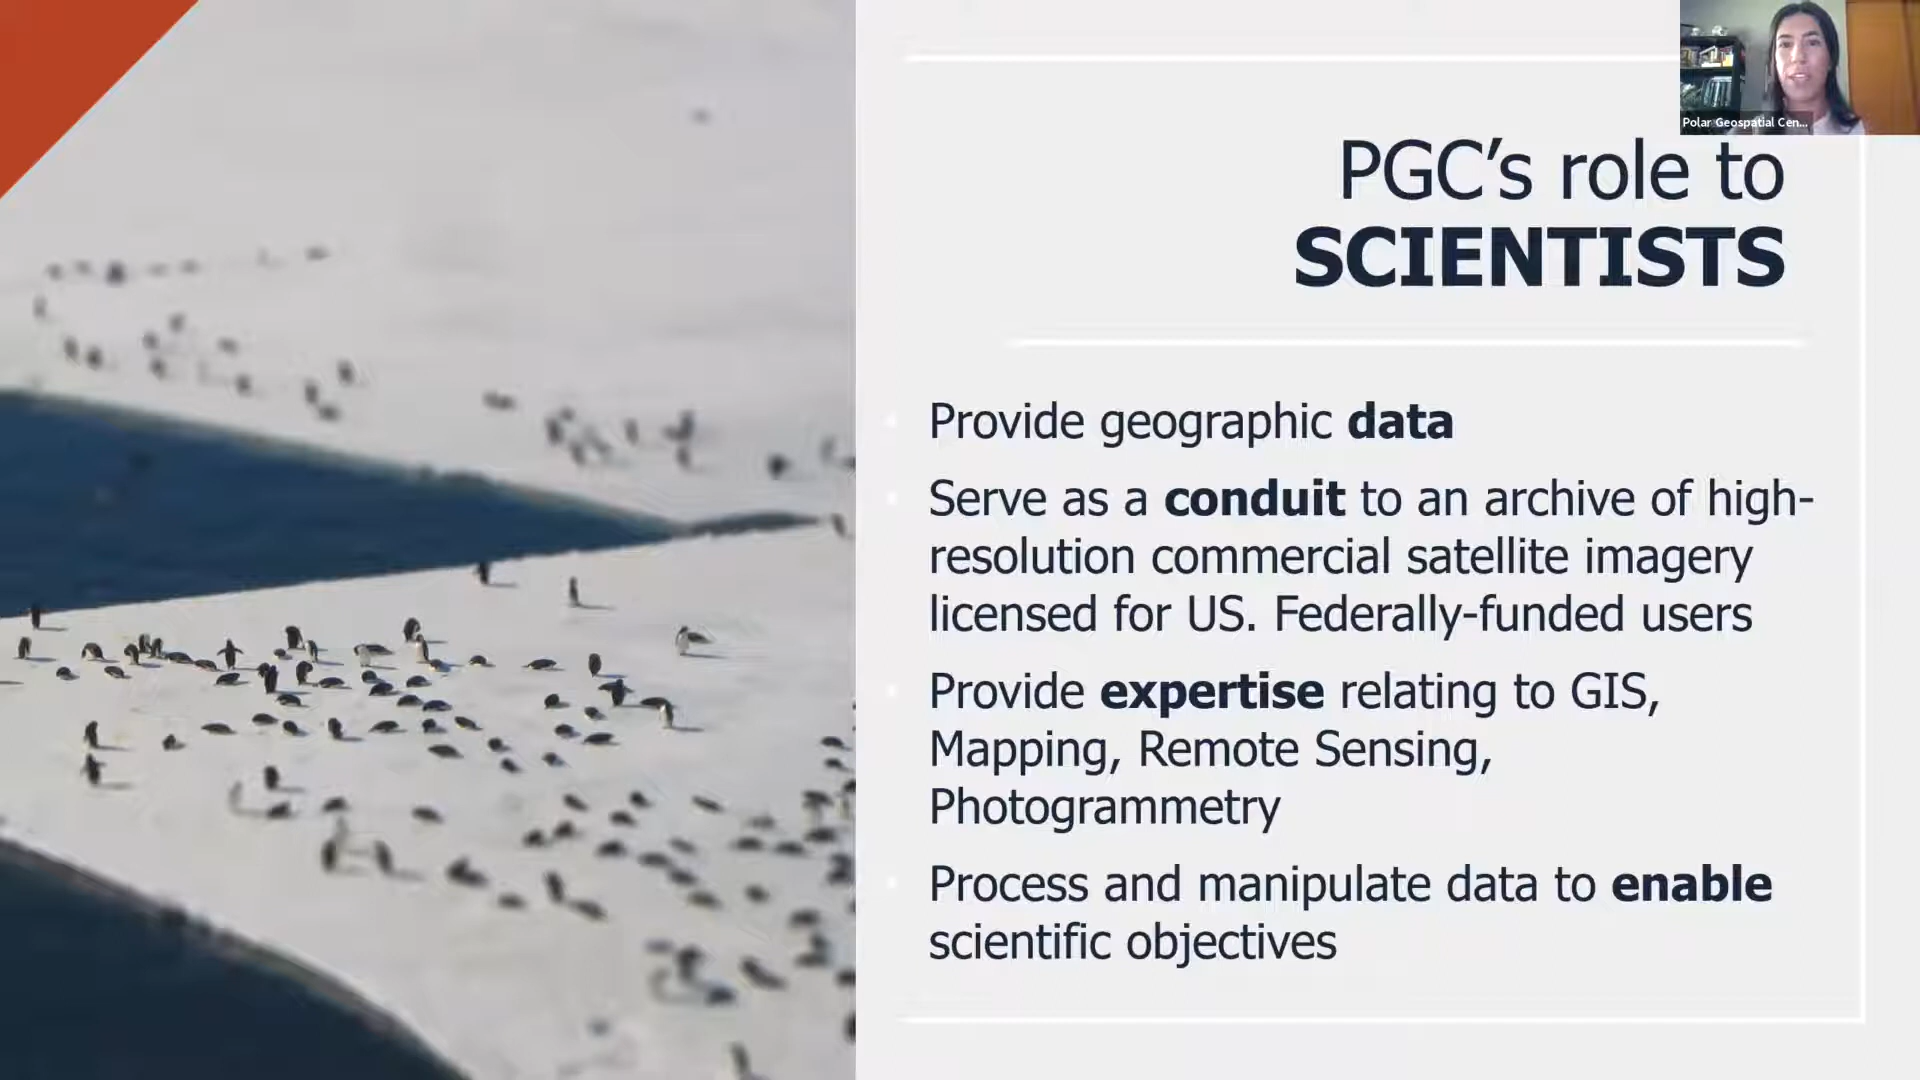 Polar Geospatial Cen...
PGC’s role to
SCIENTISTS
Provide geographic data
Serve as a conduit to an archive of high-
resolution commercial satellite imagery
licensed for US. Federally-funded users
Provide expertise relating to GIS,
Mapping, Remote Sensing,
Photogrammetry
Process and manipulate data to enable
scientific objectives